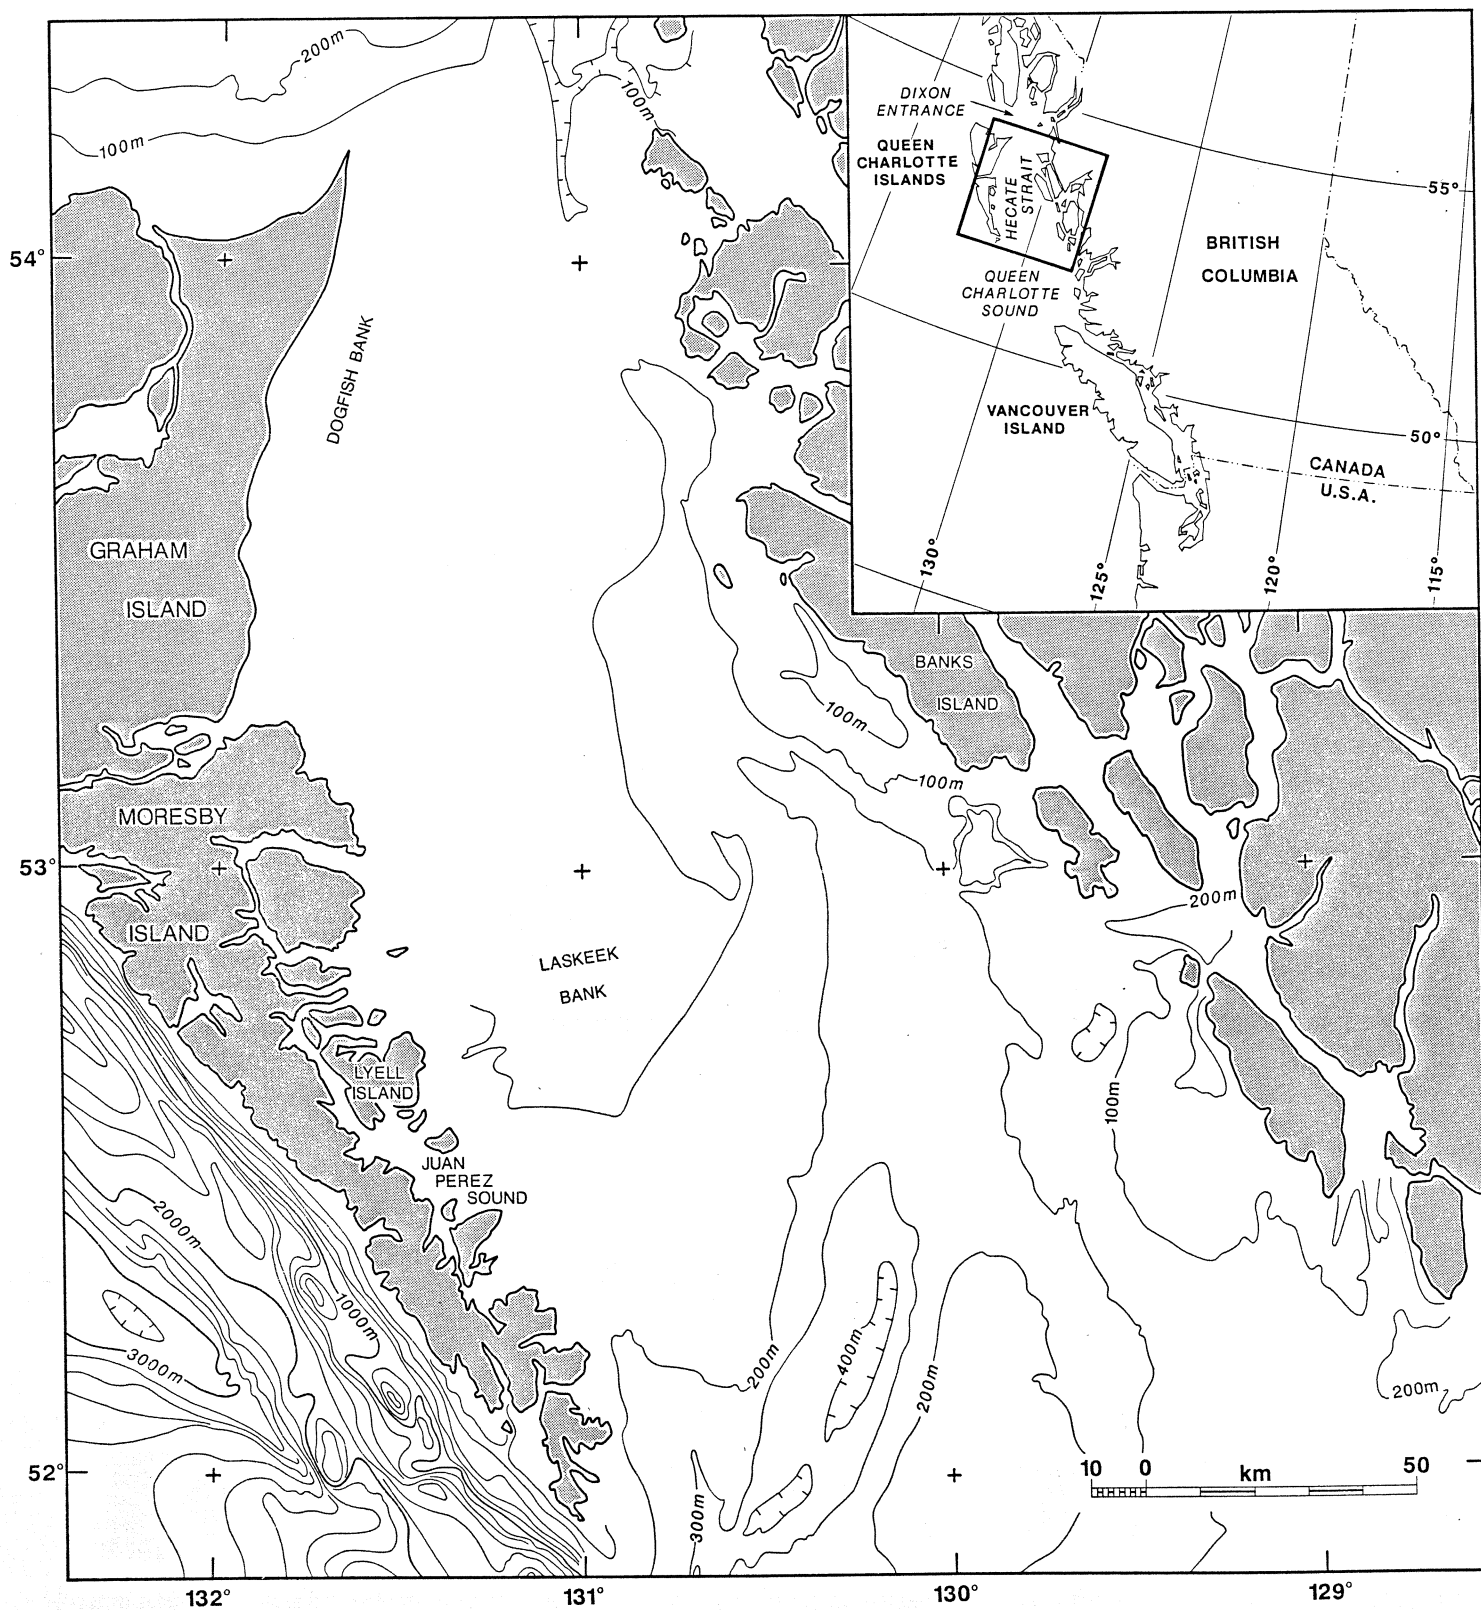 200m
100m
100m
54°
DOGFISH BANK
GRAHAM
ISLAND
BANKS
ISLAND
100m
100m
MORESBY
ISLAND
53°
200m
LASKEEK
BANK
LYELL
ISLAND
100m
JUAN
PEREZ
SOUND
2000m
1000m
3000m
200m
400m
200m
200m
300m
52°
10 0 km 50
132° 131° 130° 129°
DIXON
ENTRANCE
QUEEN
CHARLOTTE
ISLANDS
HECATE
STRAIT
55°
BRITISH
COLUMBIA
QUEEN
CHARLOTTE
SOUND
VANCOUVER
ISLAND
50°
CANADA
U.S.A.
130° 125° 120° 115°